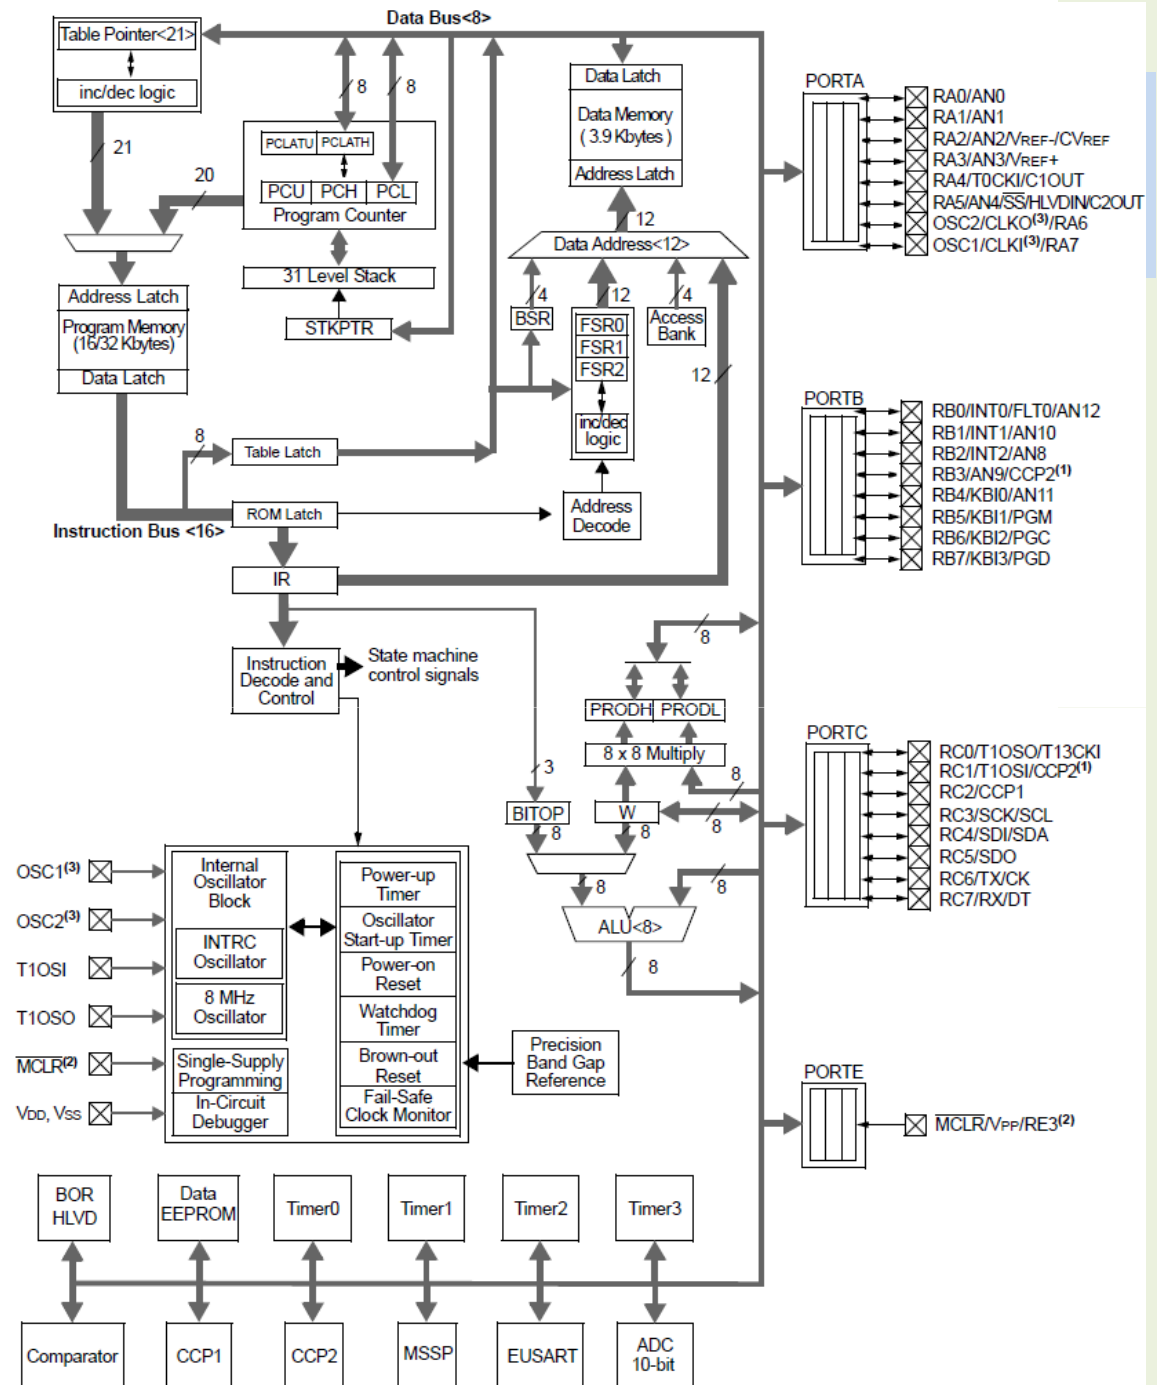 Data Bus<8>
Table Pointer<21>
inc/dec logic
21
20
8
8
PCLATU PCLATH
PCU PCH PCL
Program Counter
31 Level Stack
STKPTR
Data Latch
Data Memory
( 3.9 Kbytes )
Address Latch
12
Data Address<12>
4
12
4
BSR
FSR0
FSR1
FSR2
inc/dec
logic
Access
Bank
12
Address Latch
Program Memory
(16/32 Kbytes)
Data Latch
8
Table Latch
ROM Latch
Instruction Bus <16>
Address
Decode
IR
Instruction
Decode and
Control
State machine
control signals
8
PRODH PRODL
8 x 8 Multiply
3
8
BITOP
W
8
8
8
8
8
ALU<8>
8
OSC1(3)
OSC2(3)
T1OSI
T1OSO
MCLR(2)
VDD, VSS
Internal
Oscillator
Block
INTRC
Oscillator
8 MHz
Oscillator
Single-Supply
Programming
In-Circuit
Debugger
Power-up
Timer
Oscillator
Start-up Timer
Power-on
Reset
Watchdog
Timer
Brown-out
Reset
Fail-Safe
Clock Monitor
Precision
Band Gap
Reference
BOR
HLVD
Data
EEPROM
Timer0
Timer1
Timer2
Timer3
Comparator
CCP1
CCP2
MSSP
EUSART
ADC
10-bit
PORTA
RA0/AN0
RA1/AN1
RA2/AN2/VREF-/CVREF
RA3/AN3/VREF+
RA4/T0CKI/C1OUT
RA5/AN4/SS/HLVDIN/C2OUT
OSC2/CLKO(3)/RA6
OSC1/CLKI(3)/RA7
PORTB
RB0/INT0/FLT0/AN12
RB1/INT1/AN10
RB2/INT2/AN8
RB3/AN9/CCP2(1)
RB4/KBI0/AN11
RB5/KBI1/PGM
RB6/KBI2/PGC
RB7/KBI3/PGD
PORTC
RC0/T1OSO/T13CKI
RC1/T1OSI/CCP2(1)
RC2/CCP1
RC3/SCK/SCL
RC4/SDI/SDA
RC5/SDO
RC6/TX/CK
RC7/RX/DT
PORTE
MCLR/VPP/RE3(2)